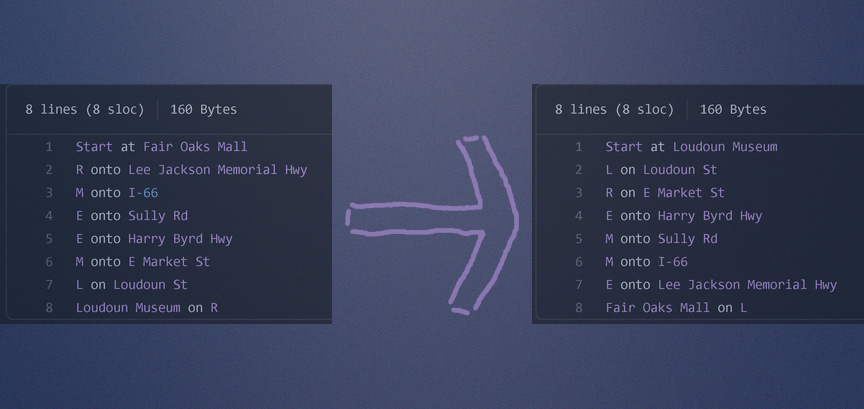 8 lines (8 sloc) 160 Bytes
1 Start at Fair Oaks Mall
2 R onto Lee Jackson Memorial Hwy
3 M onto I-66
4 E onto Sully Rd
5 E onto Harry Byrd Hwy
6 M onto E Market St
7 L on Loudoun St
8 Loudoun Museum on R
8 lines (8 sloc) 160 Bytes
1 Start at Loudoun Museum
2 L on Loudoun St
3 R on E Market St
4 E onto Harry Byrd Hwy
5 M onto Sully Rd
6 M onto I-66
7 E onto Lee Jackson Memorial Hwy
8 Fair Oaks Mall on L